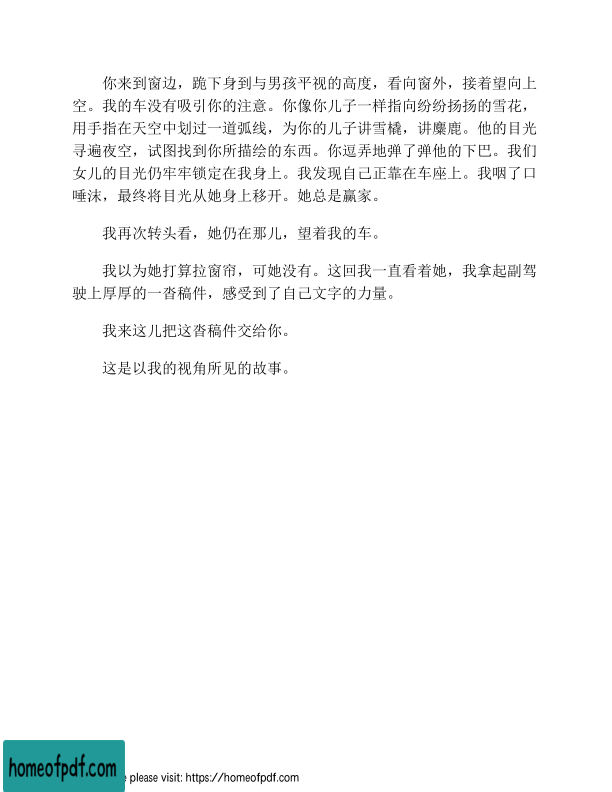 你来到窗边，跪下身到与男孩平视的高度，看向窗外，接着望向上
空。我的车没有吸引你的注意。你像你儿子一样指向纷纷扬扬的雪花，
用手指在天空中划过一道弧线，为你的儿子讲雪橇，讲麋鹿。他的目光
寻遍夜空，试图找到你所描绘的东西。你逗弄地弹了弹他的下巴。我们
女儿的目光仍牢牢锁定在我身上。我发现自己正靠在车座上。我咽了口
唾沫，最终将目光从她身上移开。她总是赢家。
我再次转头看，她仍在那儿，望着我的车。
我以为她打算拉窗帘，可她没有。这回我一直看着她，我拿起副驾
驶上厚厚的一沓稿件，感受到了自己文字的力量。
我来这儿把这沓稿件交给你。
这是以我的视角所见的故事。
homeofpdf.com
e please visit: https://homeofpdf.com